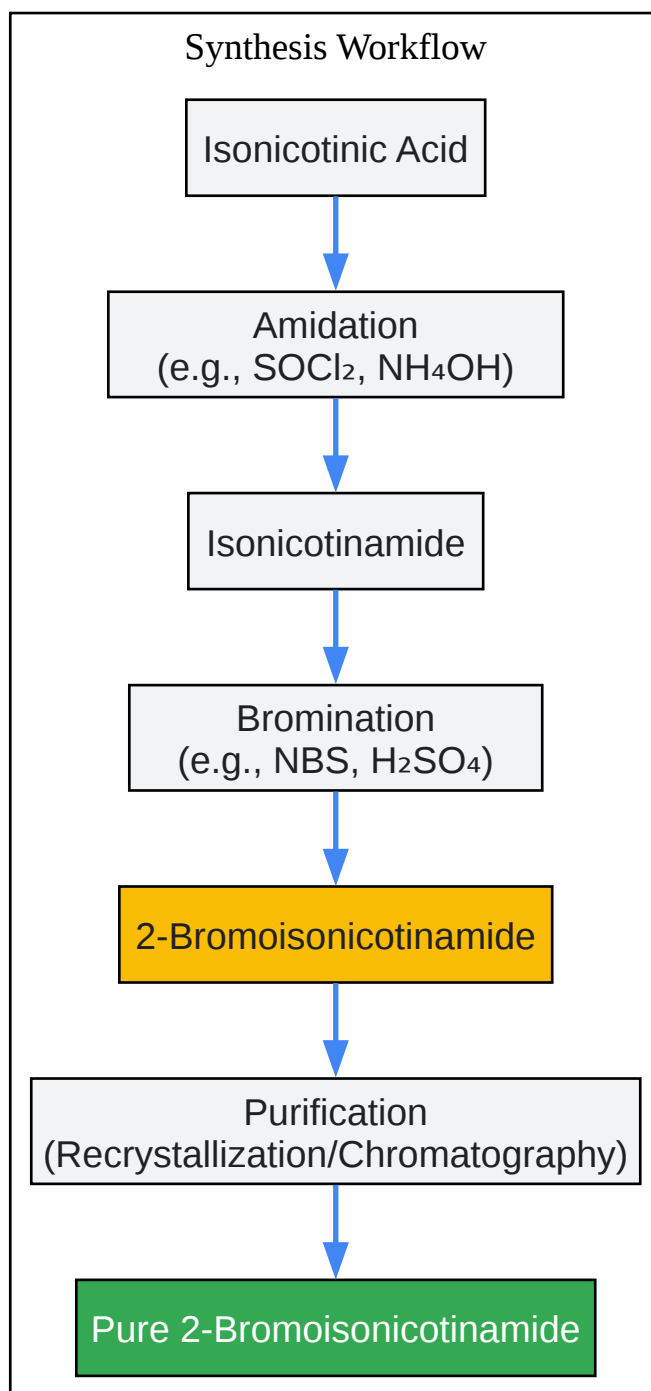 Synthesis Workflow
Isonicotinic Acid
Amidation
(e.g., SOCl₂, NH₄OH)
Isonicotinamide
Bromination
(e.g., NBS, H₂SO₄)
2-Bromoisonicotinamide
Purification
(Recrystallization/Chromatography)
Pure 2-Bromoisonicotinamide